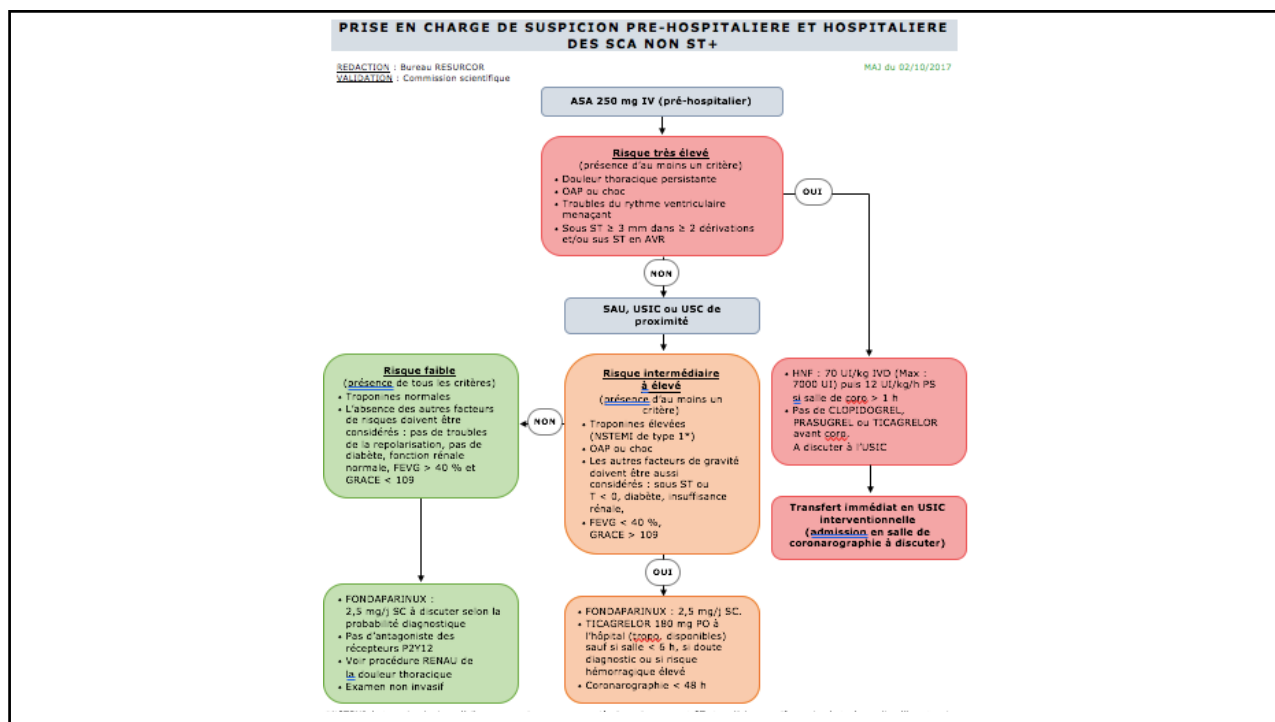 PRISE EN CHARGE DE SUSPICION PRE-HOSPITALIERE ET HOSPITALIERE
DES SCA NON ST+
REDACTION : Bureau RESURCOR
VALIDATION : Commission scientifique
MAJ du 02/10/2017
ASA 250 mg IV (pré-hospitalier)
Risque très élevé
(présence d'au moins un critère)
• Douleur thoracique persistante
• OAP ou choc
• Troubles du rythme ventriculaire
menaçant
• Sous ST ≥ 3 mm dans ≥ 2 dérivations
et/ou sus ST en AVR
OUI
NON
SAU, USIC ou USC de
proximité
Risque faible
(présence de tous les critères)
• Troponines normales
• L'absence des autres facteurs
de risques doivent être
considérés : pas de troubles
de la repolarisation, pas de
diabète, fonction rénale
normale, FEVG > 40 % et
GRACE < 109
NON
Risque intermédiaire
à élevé
(présence d'au moins un
critère)
• Troponines élevées
(NSTEMI de type 1*)
• OAP ou choc
• Les autres facteurs de gravité
doivent être aussi
considérés : sous ST ou
T < 0, diabète, insuffisance
rénale,
• FEVG < 40 %,
GRACE > 109
• HNF : 70 UI/kg IVD (Max :
7000 UI) puis 12 UI/kg/h PS
si salle de coro > 1 h
• Pas de CLOPIDOGREL,
PRASUGREL ou TICAGRELOR
avant coro.
A discuter à l'USIC
Transfert immédiat en USIC
interventionnelle
(admission en salle de
coronarographie à discuter)
OUI
• FONDAPARINUX :
2,5 mg/j SC à discuter selon la
probabilité diagnostique
• Pas d'antagoniste des
récepteurs P2Y12
• Voir procédure RENAU de
la douleur thoracique
• Examen non invasif
• FONDAPARINUX : 2,5 mg/j SC.
• TICAGRELOR 180 mg PO à
l'hôpital (tropo. disponibles)
sauf si salle < 6 h, si doute
diagnostic ou si risque
hémorragique élevé
• Coronarographie < 48 h